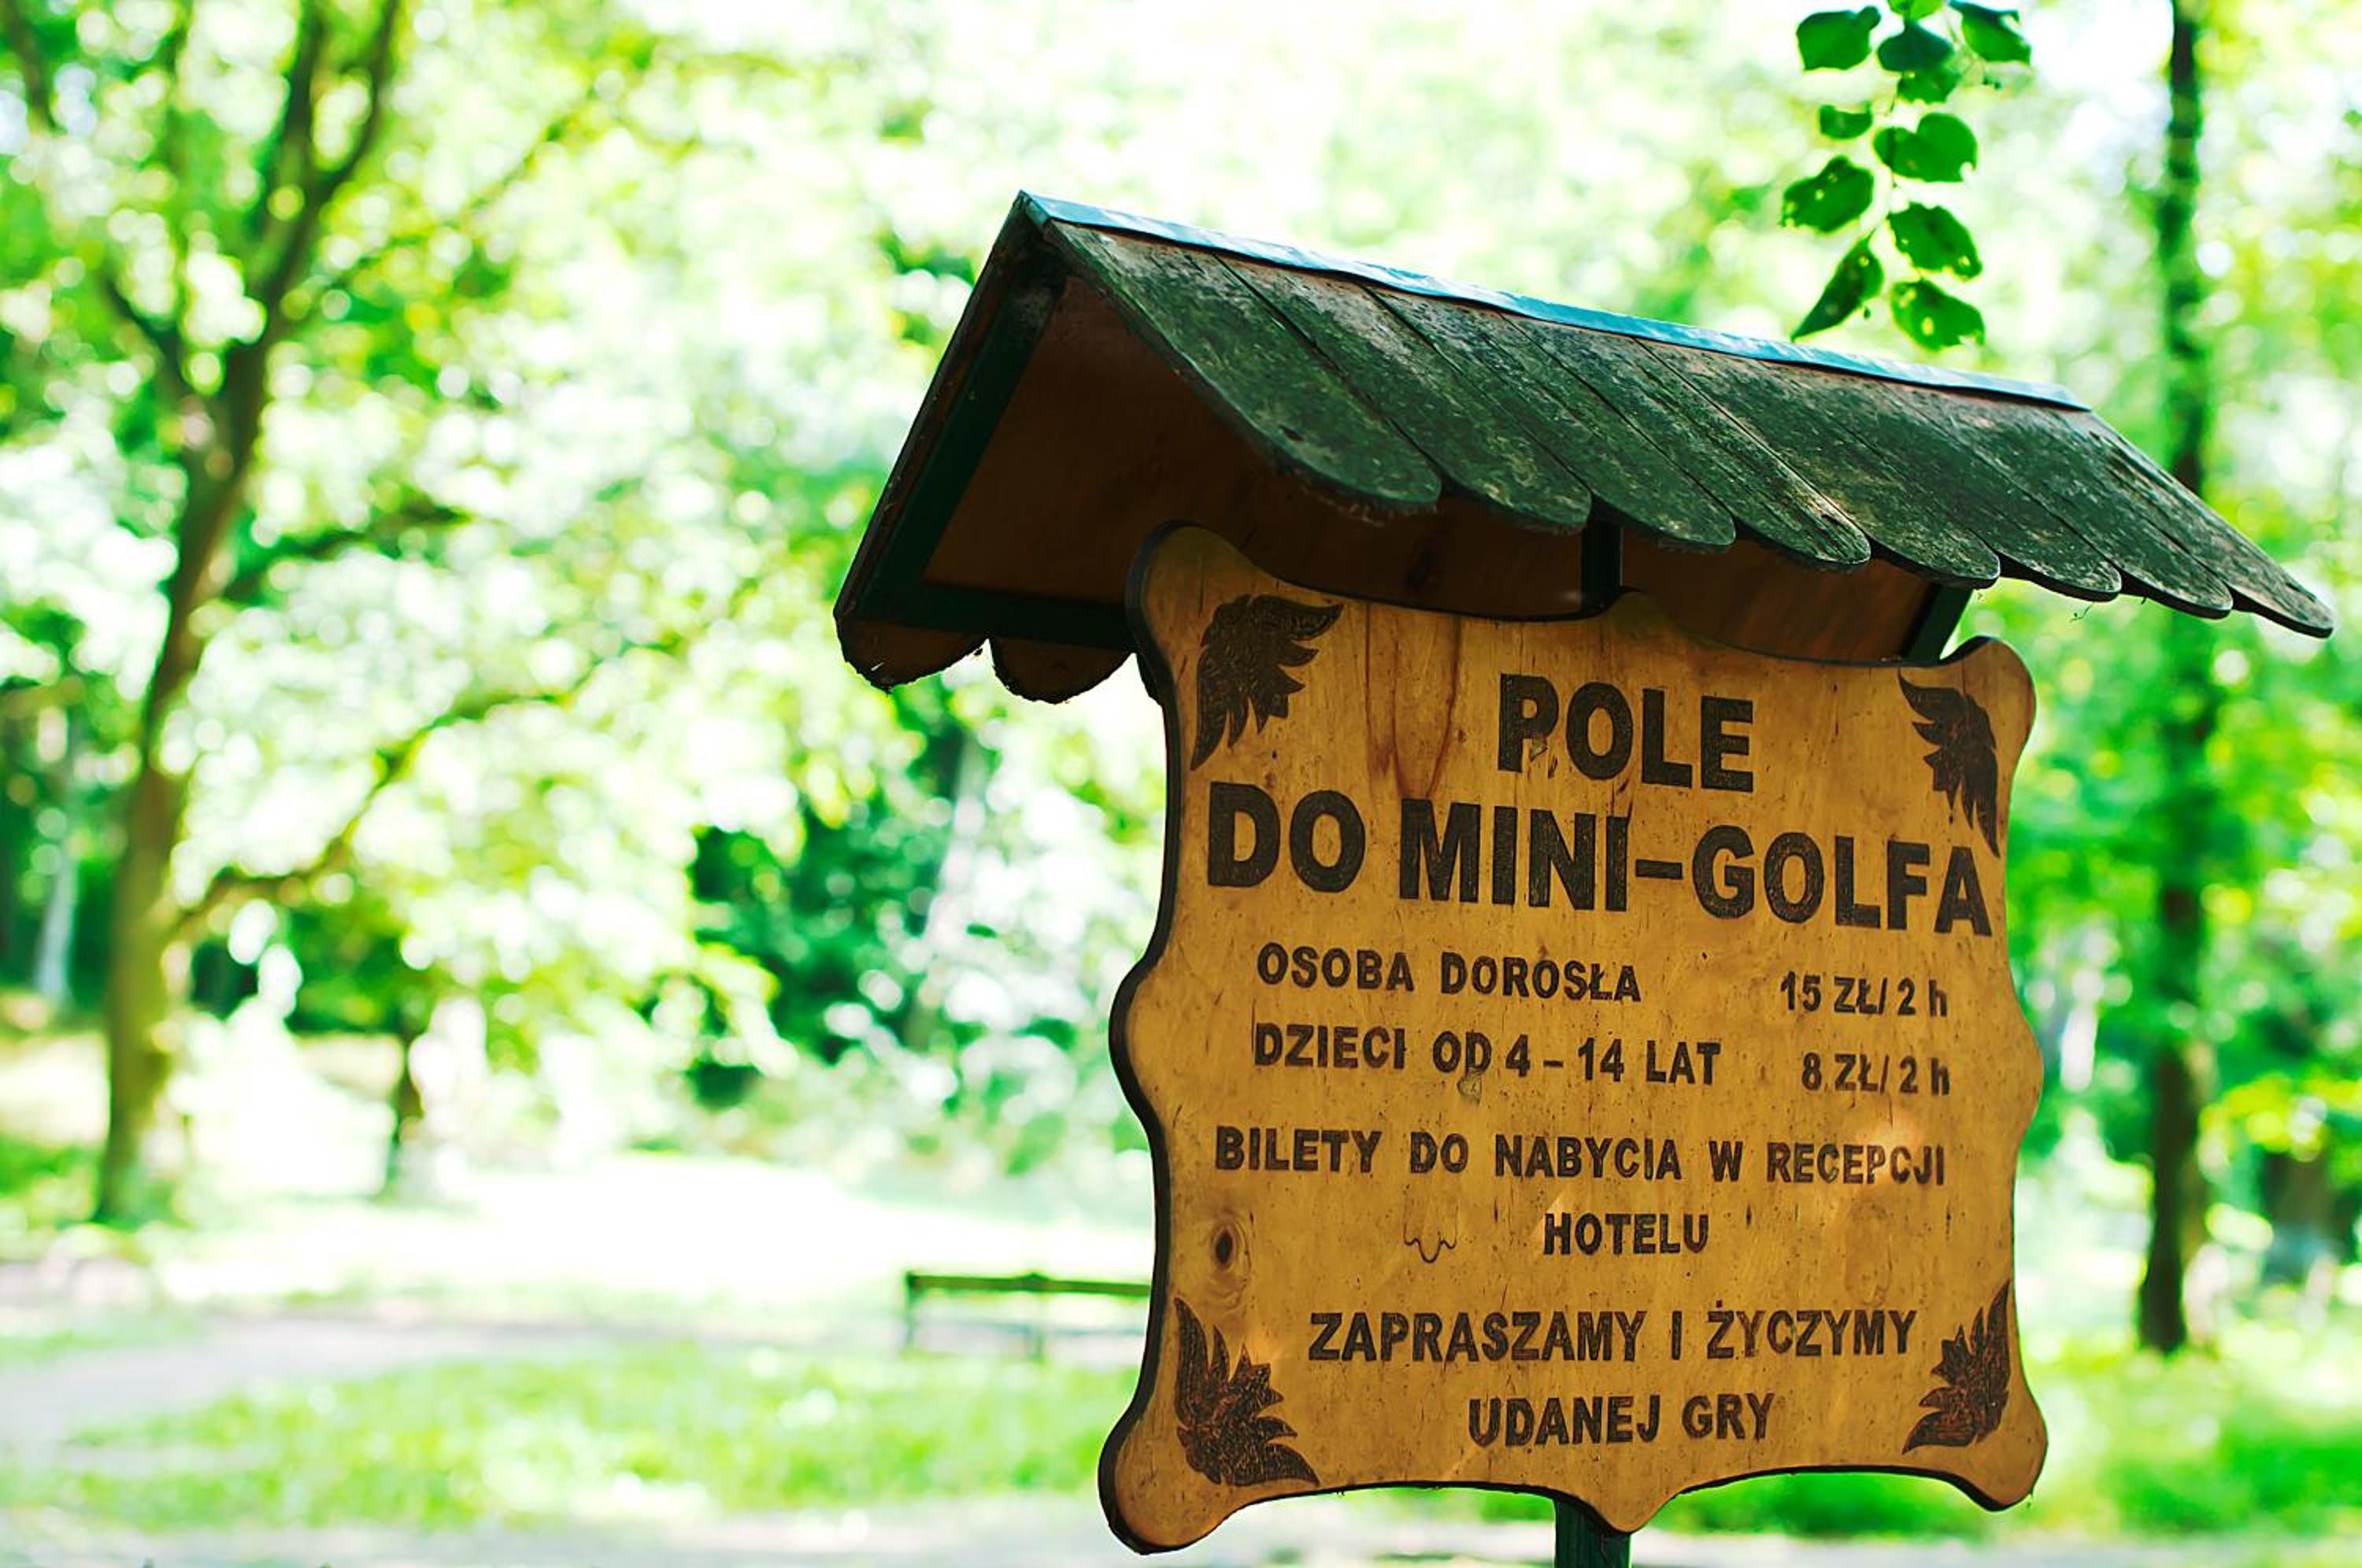 POLE
DO MINI-GOLFA
OSOBA DOROSŁA 15 ZŁ/ 2 h
DZIECI OD 4 - 14 LAT 8 ZŁ/ 2 h
BILETY DO NABYCIA W RECEPCJI
HOTELU
ZAPRASZAMY I ŻYCZYMY
UDANEJ GRY